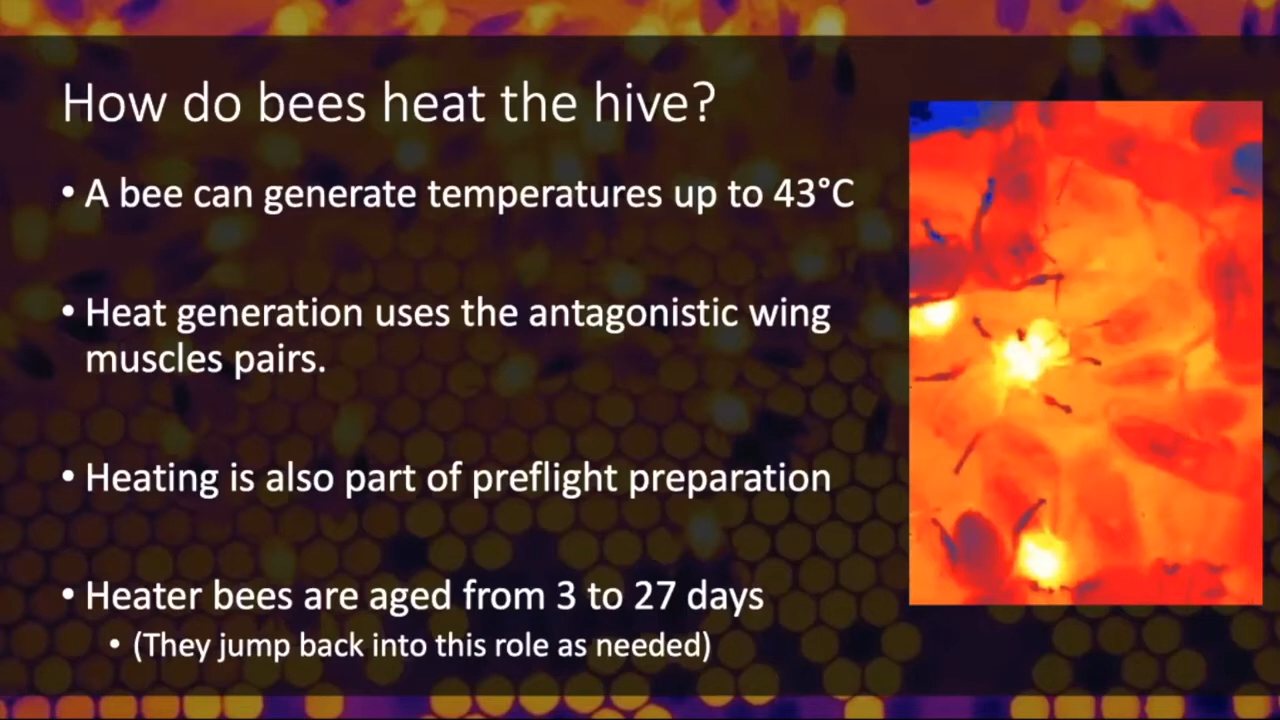 How do bees heat the hive?
• A bee can generate temperatures up to 43°C
• Heat generation uses the antagonistic wing
muscles pairs.
• Heating is also part of preflight preparation
• Heater bees are aged from 3 to 27 days
• (They jump back into this role as needed)